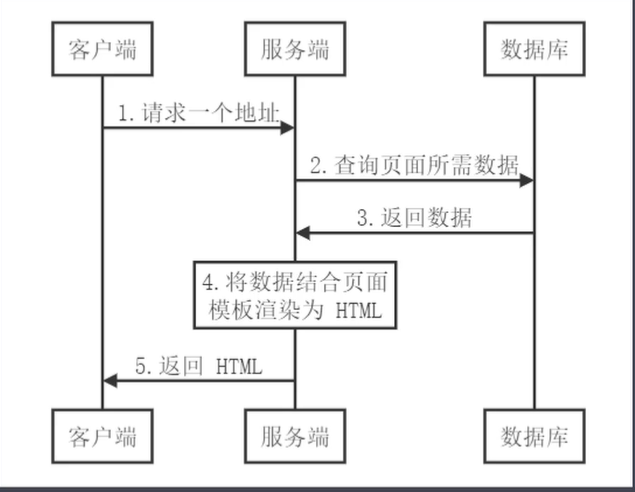 客户端
服务端
数据库
1.请求一个地址
2.查询页面所需数据
3.返回数据
4.将数据结合页面
模板渲染为 HTML
5.返回 HTML
客户端
服务端
数据库